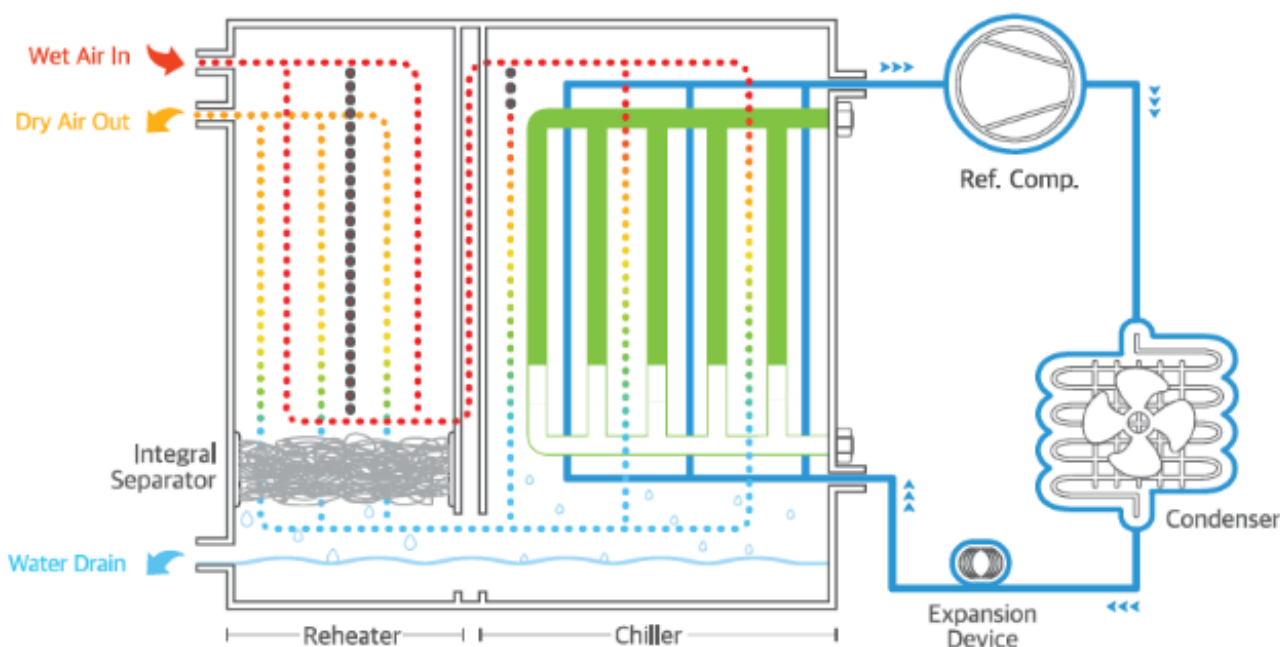 Wet Air In
Dry Air Out
Ref. Comp.
Integral
Separator
Condenser
Water Drain
Expansion
Device
Reheater
Chiller